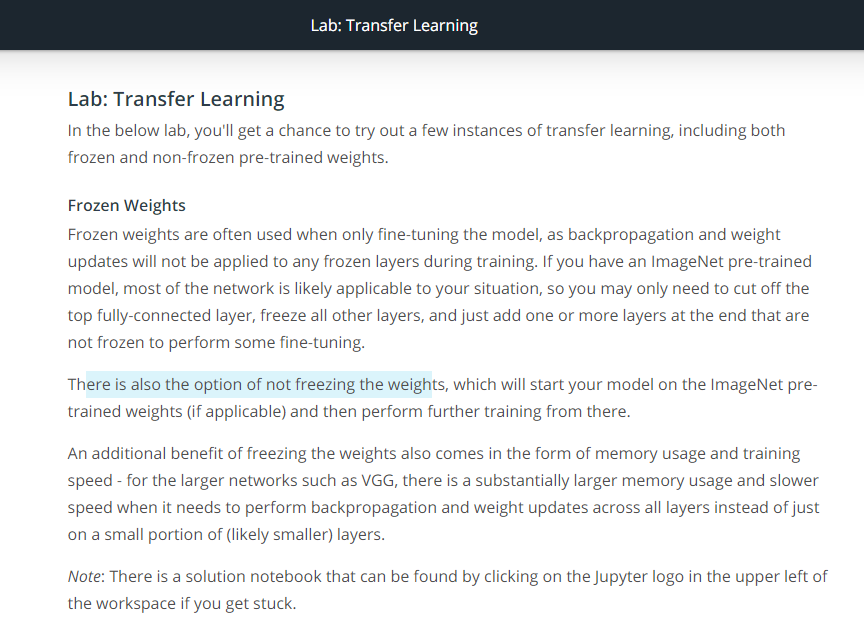 Lab: Transfer Learning
Lab: Transfer Learning
In the below lab, you'll get a chance to try out a few instances of transfer learning, including both
frozen and non-frozen pre-trained weights.
Frozen Weights
Frozen weights are often used when only fine-tuning the model, as backpropagation and weight
updates will not be applied to any frozen layers during training. If you have an ImageNet pre-trained
model, most of the network is likely applicable to your situation, so you may only need to cut off the
top fully-connected layer, freeze all other layers, and just add one or more layers at the end that are
not frozen to perform some fine-tuning.
There is also the option of not freezing the weights, which will start your model on the ImageNet pre-
trained weights (if applicable) and then perform further training from there.
An additional benefit of freezing the weights also comes in the form of memory usage and training
speed - for the larger networks such as VGG, there is a substantially larger memory usage and slower
speed when it needs to perform backpropagation and weight updates across all layers instead of just
on a small portion of (likely smaller) layers.
Note: There is a solution notebook that can be found by clicking on the Jupyter logo in the upper left of
the workspace if you get stuck.